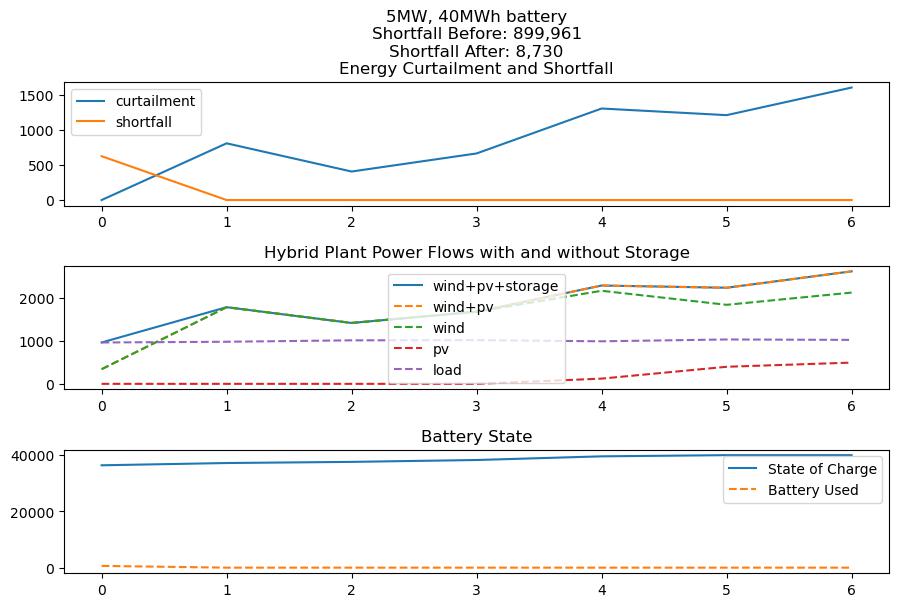 5MW, 40MWh battery
Shortfall Before: 899,961
Shortfall After: 8,730
Energy Curtailment and Shortfall
1500
1000
500
0
curtailment
shortfall
0 1 2 3 4 5 6
Hybrid Plant Power Flows with and without Storage
2000
1000
0
wind+pv+storage
wind+pv
wind
pv
load
0 1 2 3 4 5 6
Battery State
40000
20000
0
State of Charge
Battery Used
0 1 2 3 4 5 6